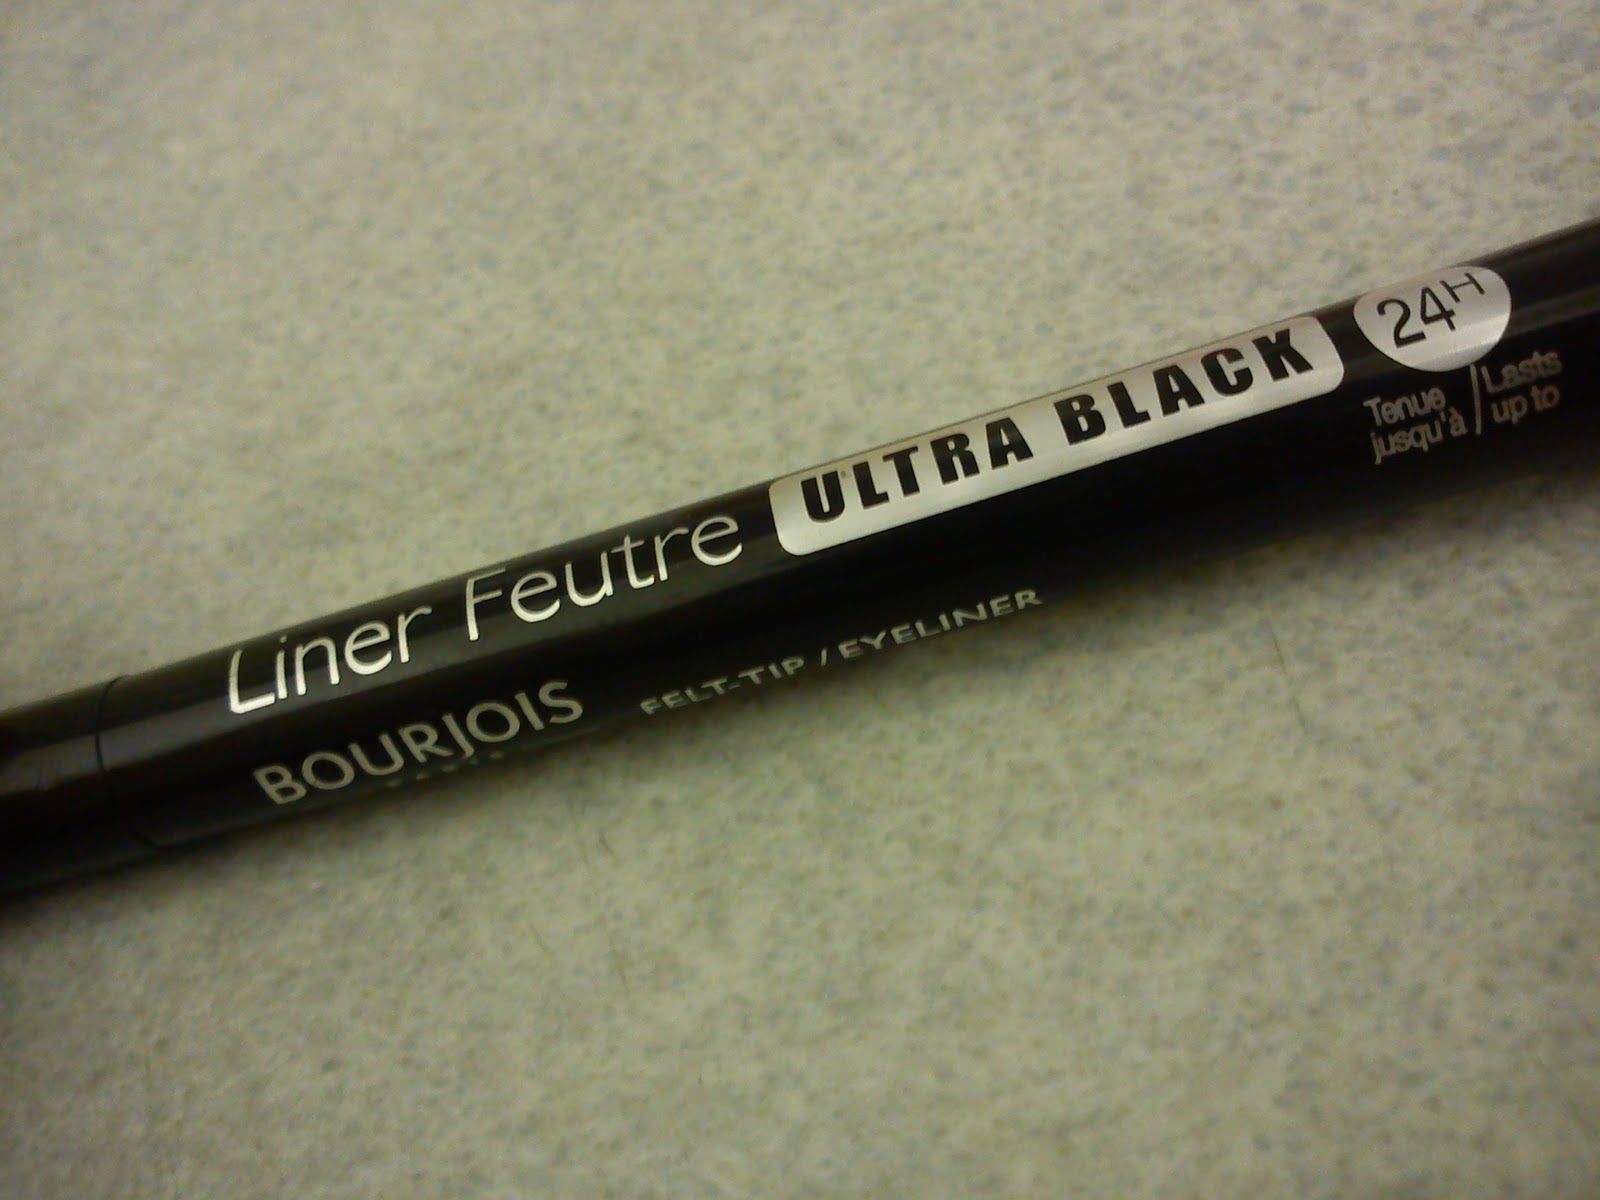 Liner Feutre ULTRA BLACK 24H
Tenue jusqu'à / Lasts up to
BOURJOIS FELT-TIP / EYELINER